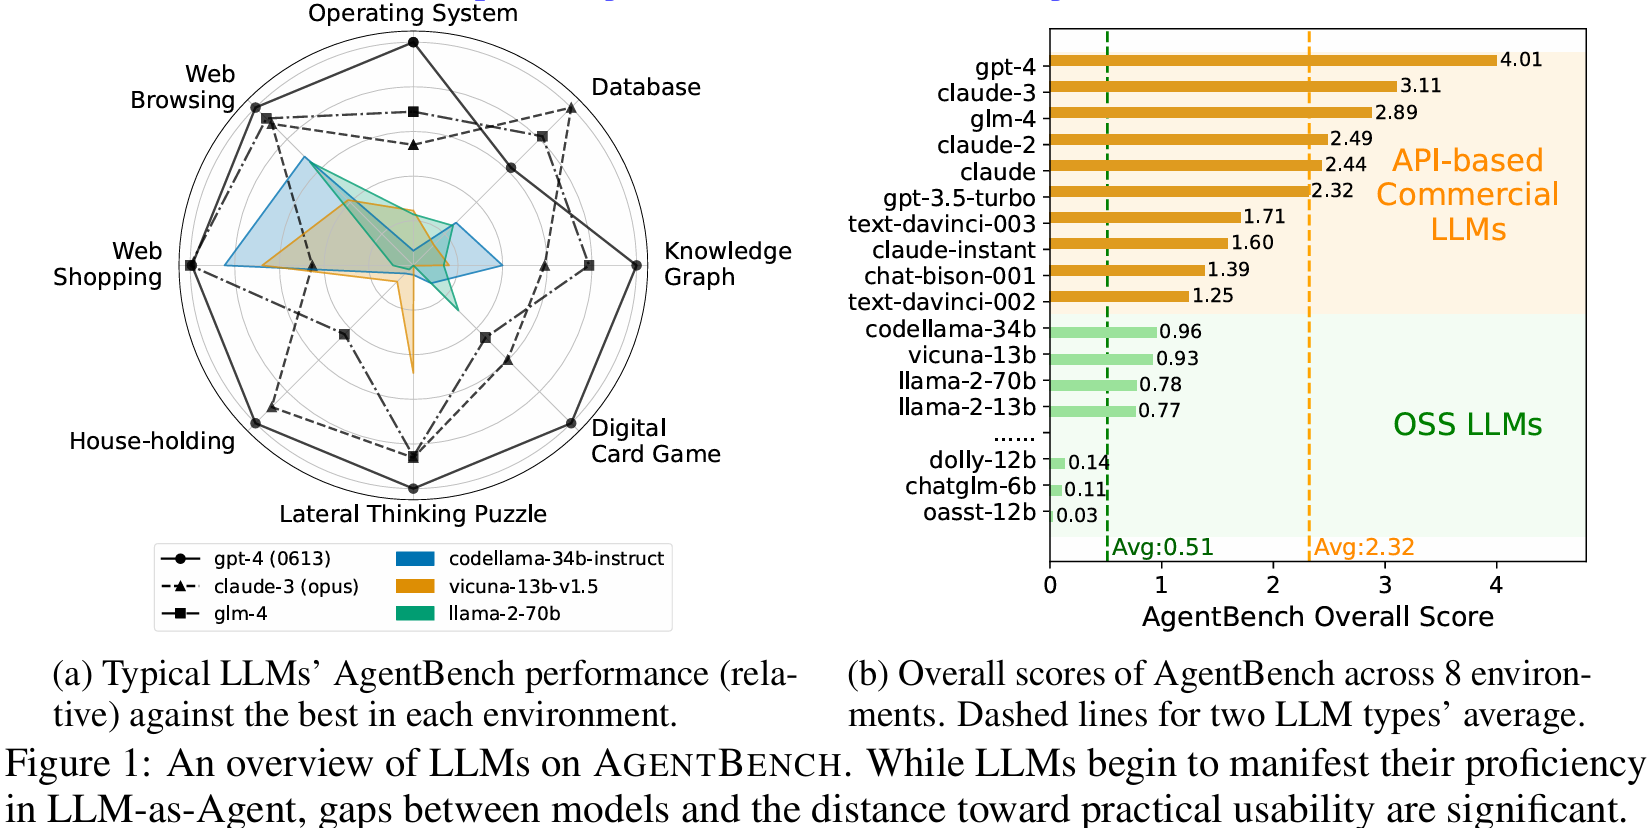 Operating System
Database
Knowledge
Graph
Digital
Card Game
Lateral Thinking Puzzle
House-holding
Web
Shopping
Web
Browsing
gpt-4 (0613)
claude-3 (opus)
glm-4
codellama-34b-instruct
vicuna-13b-v1.5
llama-2-70b
gpt-4 4.01
claude-3 3.11
glm-4 2.89
claude-2 2.49
claude 2.44
gpt-3.5-turbo 2.32
text-davinci-003 1.71
claude-instant 1.60
chat-bison-001 1.39
text-davinci-002 1.25
codellama-34b 0.96
vicuna-13b 0.93
llama-2-70b 0.78
llama-2-13b 0.77
......
dolly-12b 0.14
chatglm-6b 0.11
oasst-12b 0.03
API-based
Commercial
LLMs
OSS LLMs
Avg:0.51 Avg:2.32
0 1 2 3 4
AgentBench Overall Score
(a) Typical LLMs' AgentBench performance (rela-
tive) against the best in each environment.
(b) Overall scores of AgentBench across 8 environ-
ments. Dashed lines for two LLM types' average.
Figure 1: An overview of LLMs on AGENTBENCH. While LLMs begin to manifest their proficiency
in LLM-as-Agent, gaps between models and the distance toward practical usability are significant.